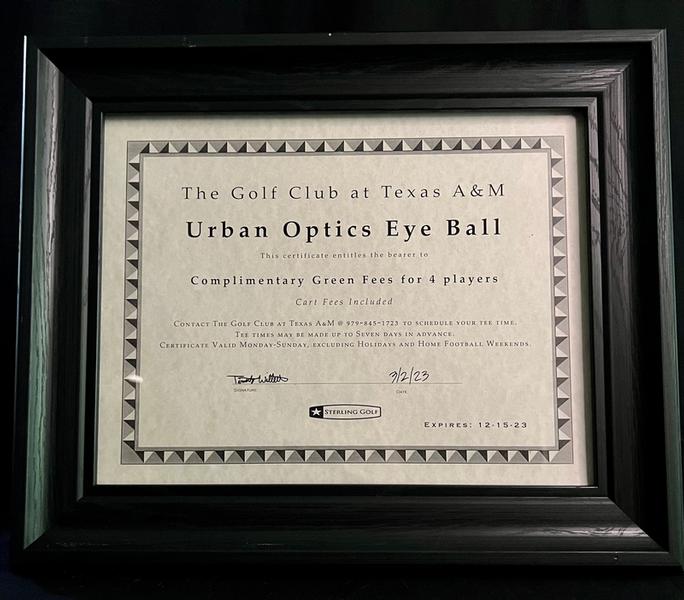 The Golf Club at Texas A&M
Urban Optics Eye Ball
This certificate entitles the bearer to
Complimentary Green Fees for 4 players
Cart Fees Included
Contact The Golf Club at Texas A&M @ 979-845-1723 to schedule your tee time.
Tee times may be made up to Seven days in advance.
Certificate Valid Monday-Sunday, excluding Holidays and Home Football Weekends.
3/2/23
Signature
Date
Sterling Golf
Expires: 12-15-23